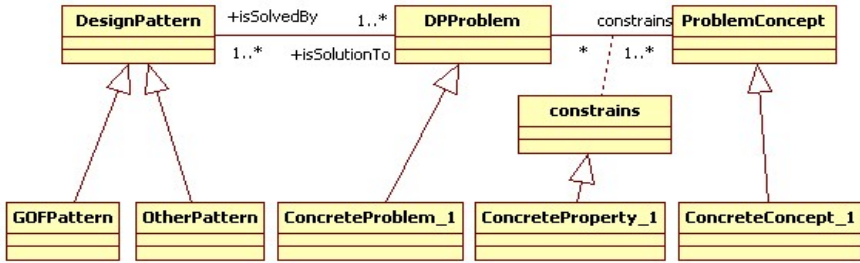 DesignPattern
+isSolvedBy
1..*
DPProblem
constrains
ProblemConcept
1..*
+isSolutionTo
*
1..*
constrains
GOFPattern
OtherPattern
ConcreteProblem_1
ConcreteProperty_1
ConcreteConcept_1